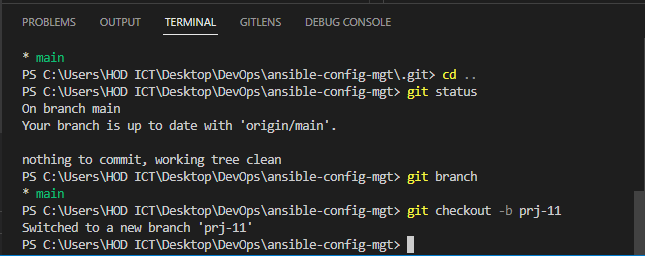 PROBLEMS OUTPUT TERMINAL GITLENS DEBUG CONSOLE
* main
PS C:\Users\HOD ICT\Desktop\DevOps\ansible-config-mgt\.git> cd ..
PS C:\Users\HOD ICT\Desktop\DevOps\ansible-config-mgt> git status
On branch main
Your branch is up to date with 'origin/main'.
nothing to commit, working tree clean
PS C:\Users\HOD ICT\Desktop\DevOps\ansible-config-mgt> git branch
* main
PS C:\Users\HOD ICT\Desktop\DevOps\ansible-config-mgt> git checkout -b prj-11
Switched to a new branch 'prj-11'
PS C:\Users\HOD ICT\Desktop\DevOps\ansible-config-mgt>